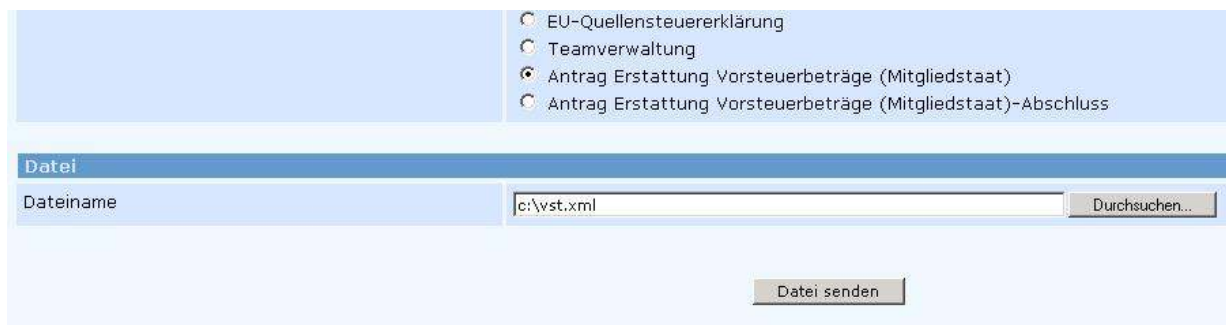 EU-Quellensteuererklärung
Teamverwaltung
Antrag Erstattung Vorsteuerbeträge (Mitgliedstaat)
Antrag Erstattung Vorsteuerbeträge (Mitgliedstaat)-Abschluss
Datei
Dateiname c:\vst.xml Durchsuchen...
Datei senden